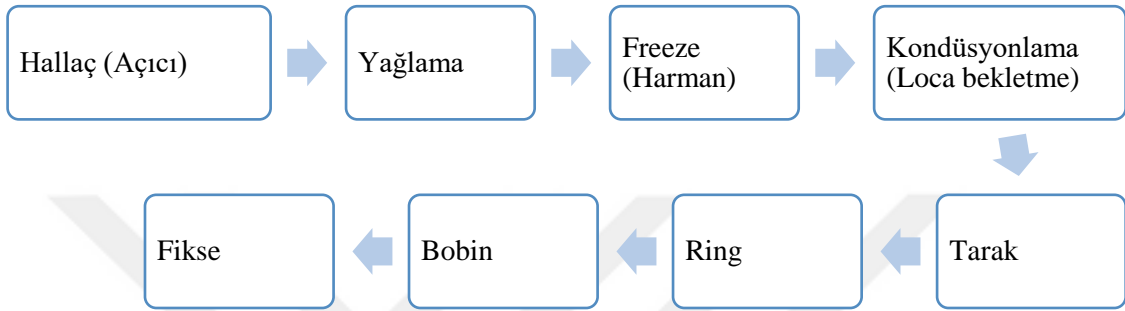 Hallaç (Açıcı)
Yağlama
Freeze
(Harman)
Kondüsyonlama
(Loca bekletme)
Tarak
Ring
Bobin
Fikse